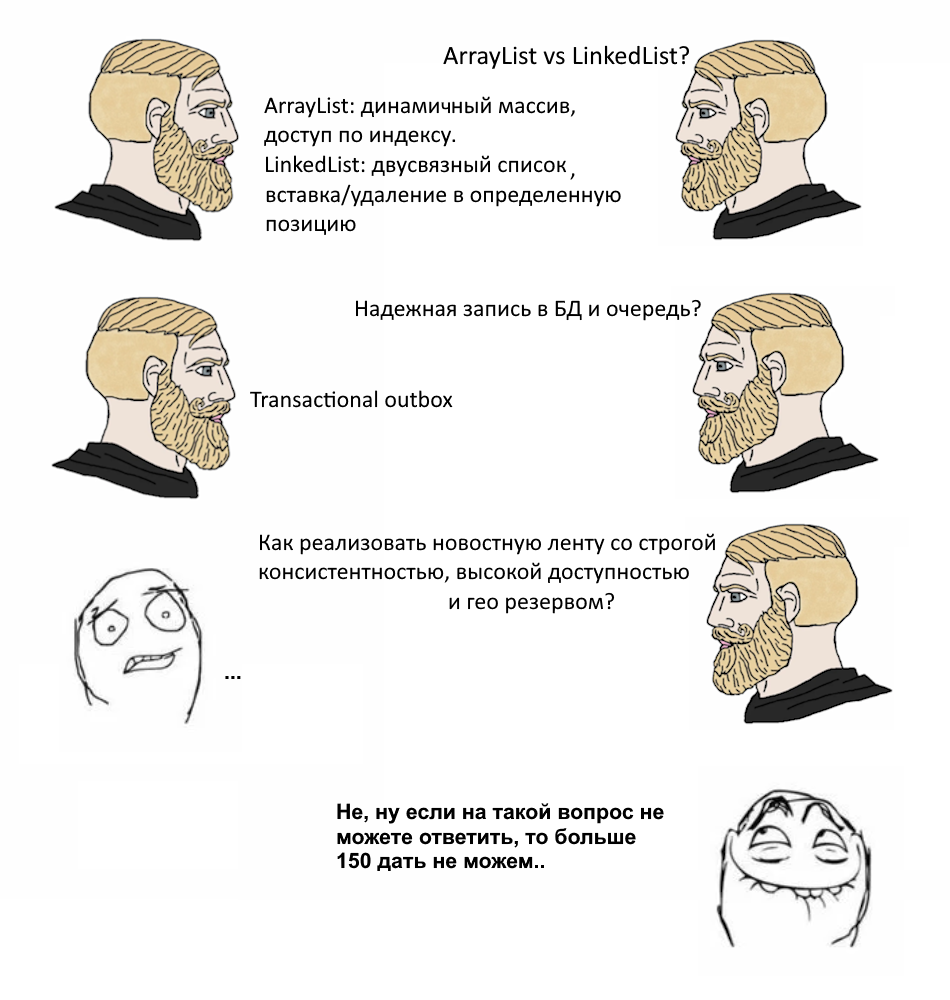 ArrayList vs LinkedList?
ArrayList: динамичный массив,
доступ по индексу.
LinkedList: двусвязный список,
вставка/удаление в определенную
позицию
Надежная запись в БД и очередь?
Transactional outbox
Как реализовать новостную ленту со строгой
консистентностью, высокой доступностью
и гео резервом?
...
Не, ну если на такой вопрос не
можете ответить, то больше
150 дать не можем..